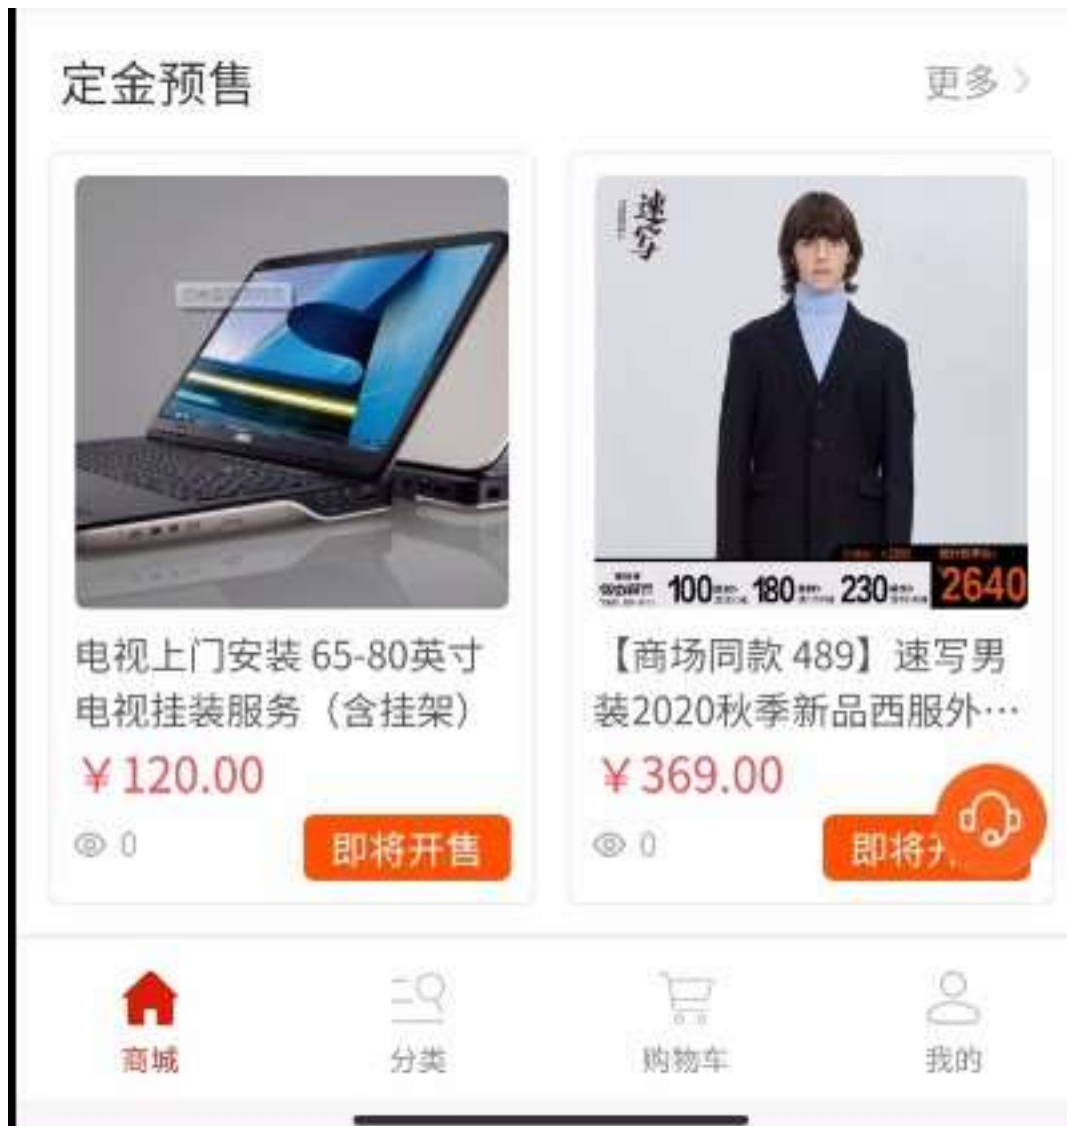 定金预售
更多
速写
100
180
230
2640
电视上门安装 65-80英寸
电视挂装服务（含挂架）
￥120.00
0
即将开售
【商场同款 489】速写男
装2020秋季新品西服外…
￥369.00
0
即将开
商城
分类
购物车
我的